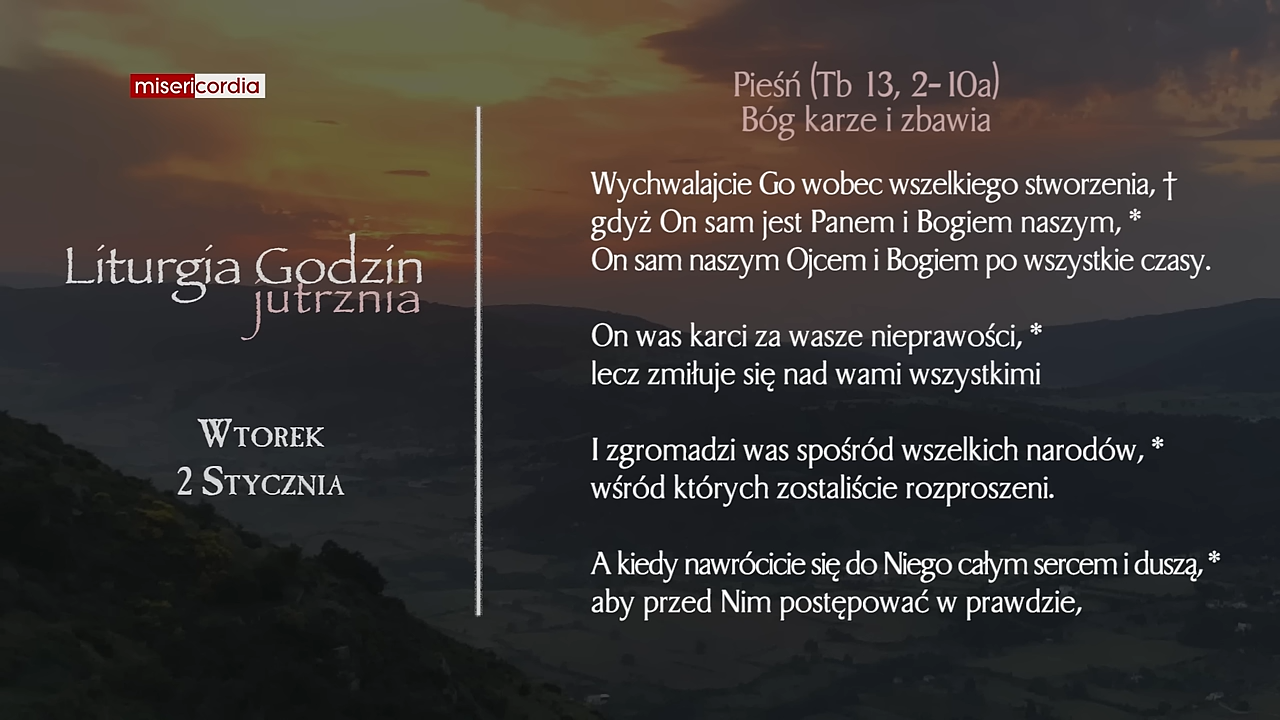 misericordia
Liturgia Godzin
jutrznia
Wtorek
2 Stycznia
Pieśń (Tb 13, 2-10a)
Bóg karze i zbawia
Wychwalajcie Go wobec wszelkiego stworzenia, †
gdyż On sam jest Panem i Bogiem naszym, *
On sam naszym Ojcem i Bogiem po wszystkie czasy.
On was karci za wasze nieprawości, *
lecz zmiłuje się nad wami wszystkimi
I zgromadzi was spośród wszelkich narodów, *
wśród których zostaliście rozproszeni.
A kiedy nawrócicie się do Niego całym sercem i duszą, *
aby przed Nim postępować w prawdzie,